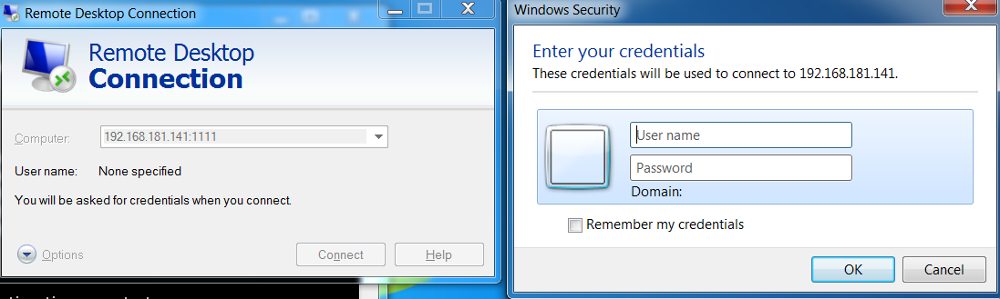 Remote Desktop Connection
Remote Desktop
Connection
Computer:
192.168.181.141:1111
User name: None specified
You will be asked for credentials when you connect.
Options
Connect
Help
Windows Security
Enter your credentials
These credentials will be used to connect to 192.168.181.141.
User name
Password
Domain:
Remember my credentials
OK
Cancel